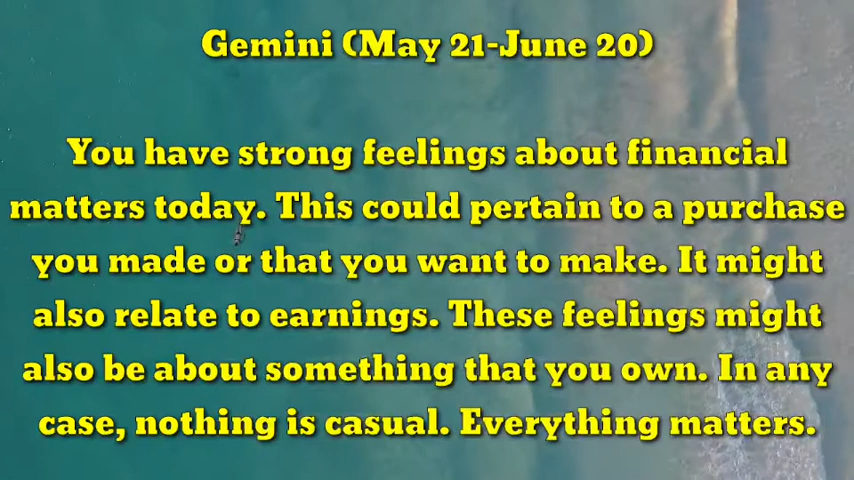 Gemini (May 21-June 20)
You have strong feelings about financial
matters today. This could pertain to a purchase
you made or that you want to make. It might
also relate to earnings. These feelings might
also be about something that you own. In any
case, nothing is casual. Everything matters.